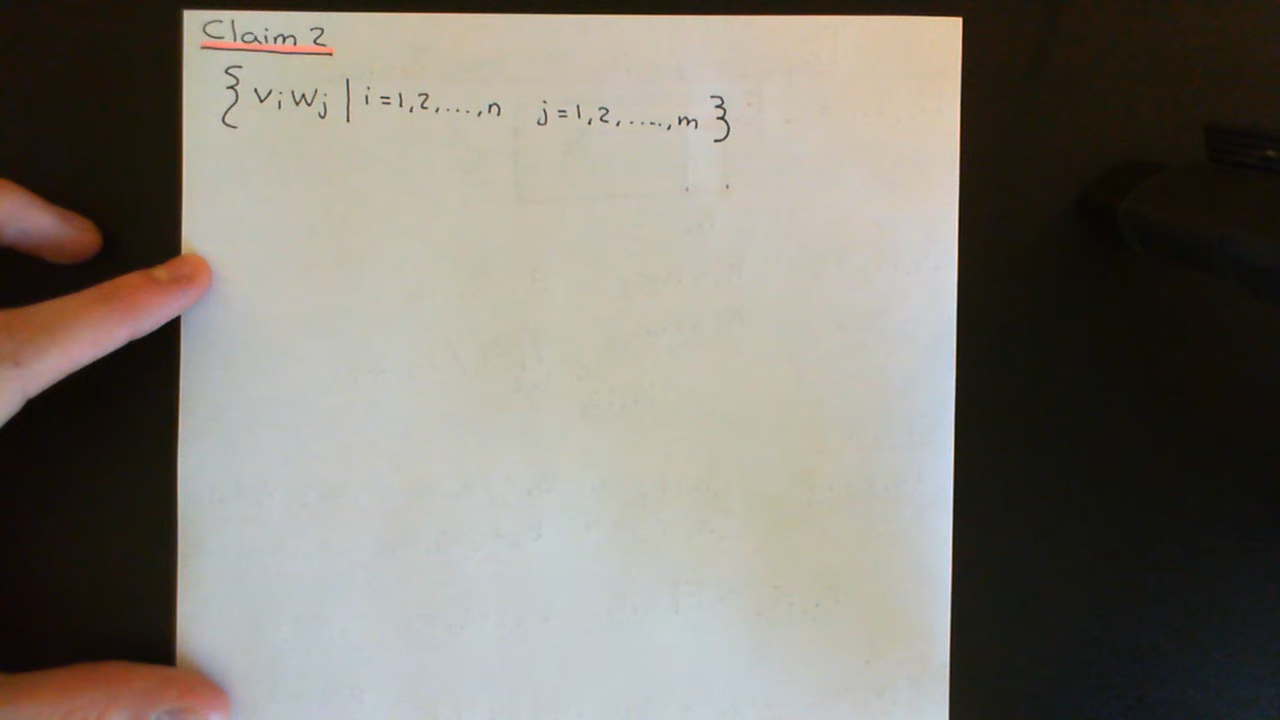 Claim 2
{ vᵢwⱼ | i=1,2,...,n j=1,2,....,m }